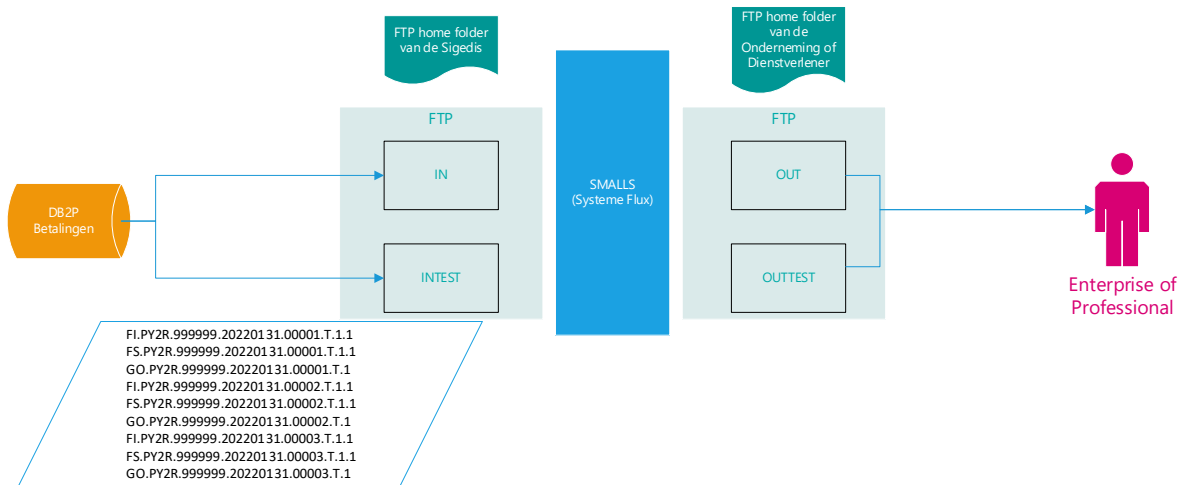 FTP home folder
van de Sigedis
FTP home folder
van de
Onderneming of
Dienstverlener
FTP
IN
INTEST
SMALLS
(Systeme Flux)
FTP
OUT
OUTTEST
DB2P
Betalingen
Enterprise of
Professional
FI.PY2R.999999.20220131.00001.T.1.1
FS.PY2R.999999.20220131.00001.T.1.1
GO.PY2R.999999.20220131.00001.T.1
FI.PY2R.999999.20220131.00002.T.1.1
FS.PY2R.999999.20220131.00002.T.1.1
GO.PY2R.999999.20220131.00002.T.1
FI.PY2R.999999.20220131.00003.T.1.1
FS.PY2R.999999.20220131.00003.T.1.1
GO.PY2R.999999.20220131.00003.T.1